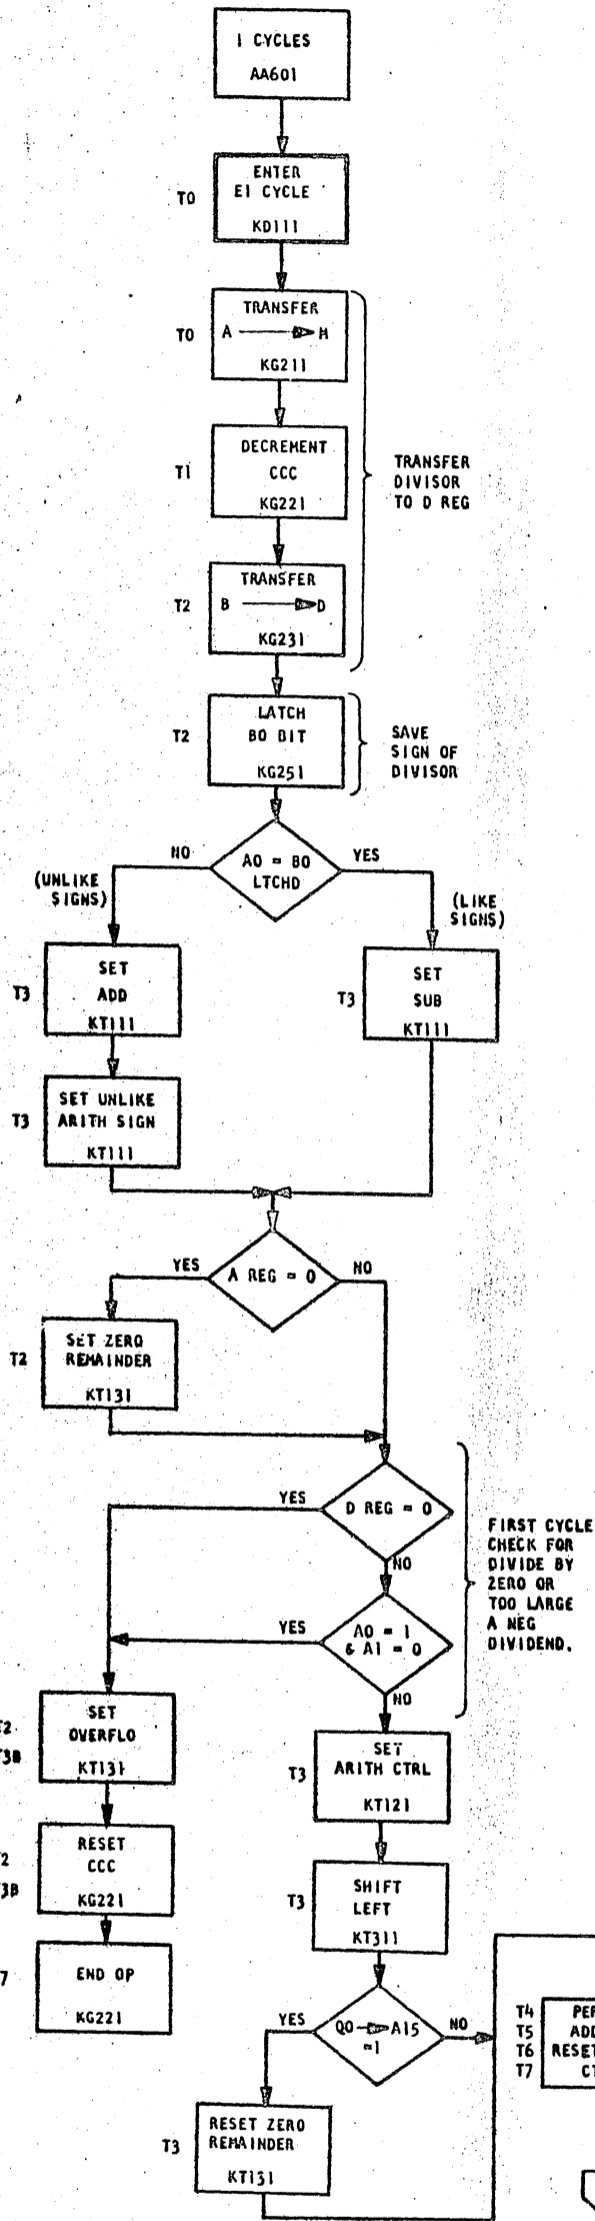 I CYCLES
AA601
T0
ENTER
E1 CYCLE
KD111
T0
TRANSFER
A → M
KG211
T1
DECREMENT
CCC
KG221
TRANSFER
DIVISOR
TO D REG
T2
TRANSFER
B → D
KG231
T2
LATCH
B0 BIT
KG251
SAVE
SIGN OF
DIVISOR
NO
A0 = B0
LTCHD
YES
(UNLIKE
SIGNS)
(LIKE
SIGNS)
T3
SET
ADD
KT111
T3
SET
SUB
KT111
T3
SET UNLIKE
ARITH SIGN
KT111
YES
A REG = 0
NO
T2
SET ZERO
REMAINDER
KT131
YES
D REG = 0
NO
FIRST CYCLE
CHECK FOR
DIVIDE BY
ZERO OR
TOO LARGE
A NEG
DIVIDEND.
YES
A0 = 1
& A1 = 0
NO
SET
OVERFLO
KT131
T3
SET
ARITH CTRL
KT121
RESET
CCC
KG221
T3
SHIFT
LEFT
KT311
END OP
KG221
YES
Q0 → A15
=1
NO
T4
T5
T6
T7
RESET
T3
RESET ZERO
REMAINDER
KT131